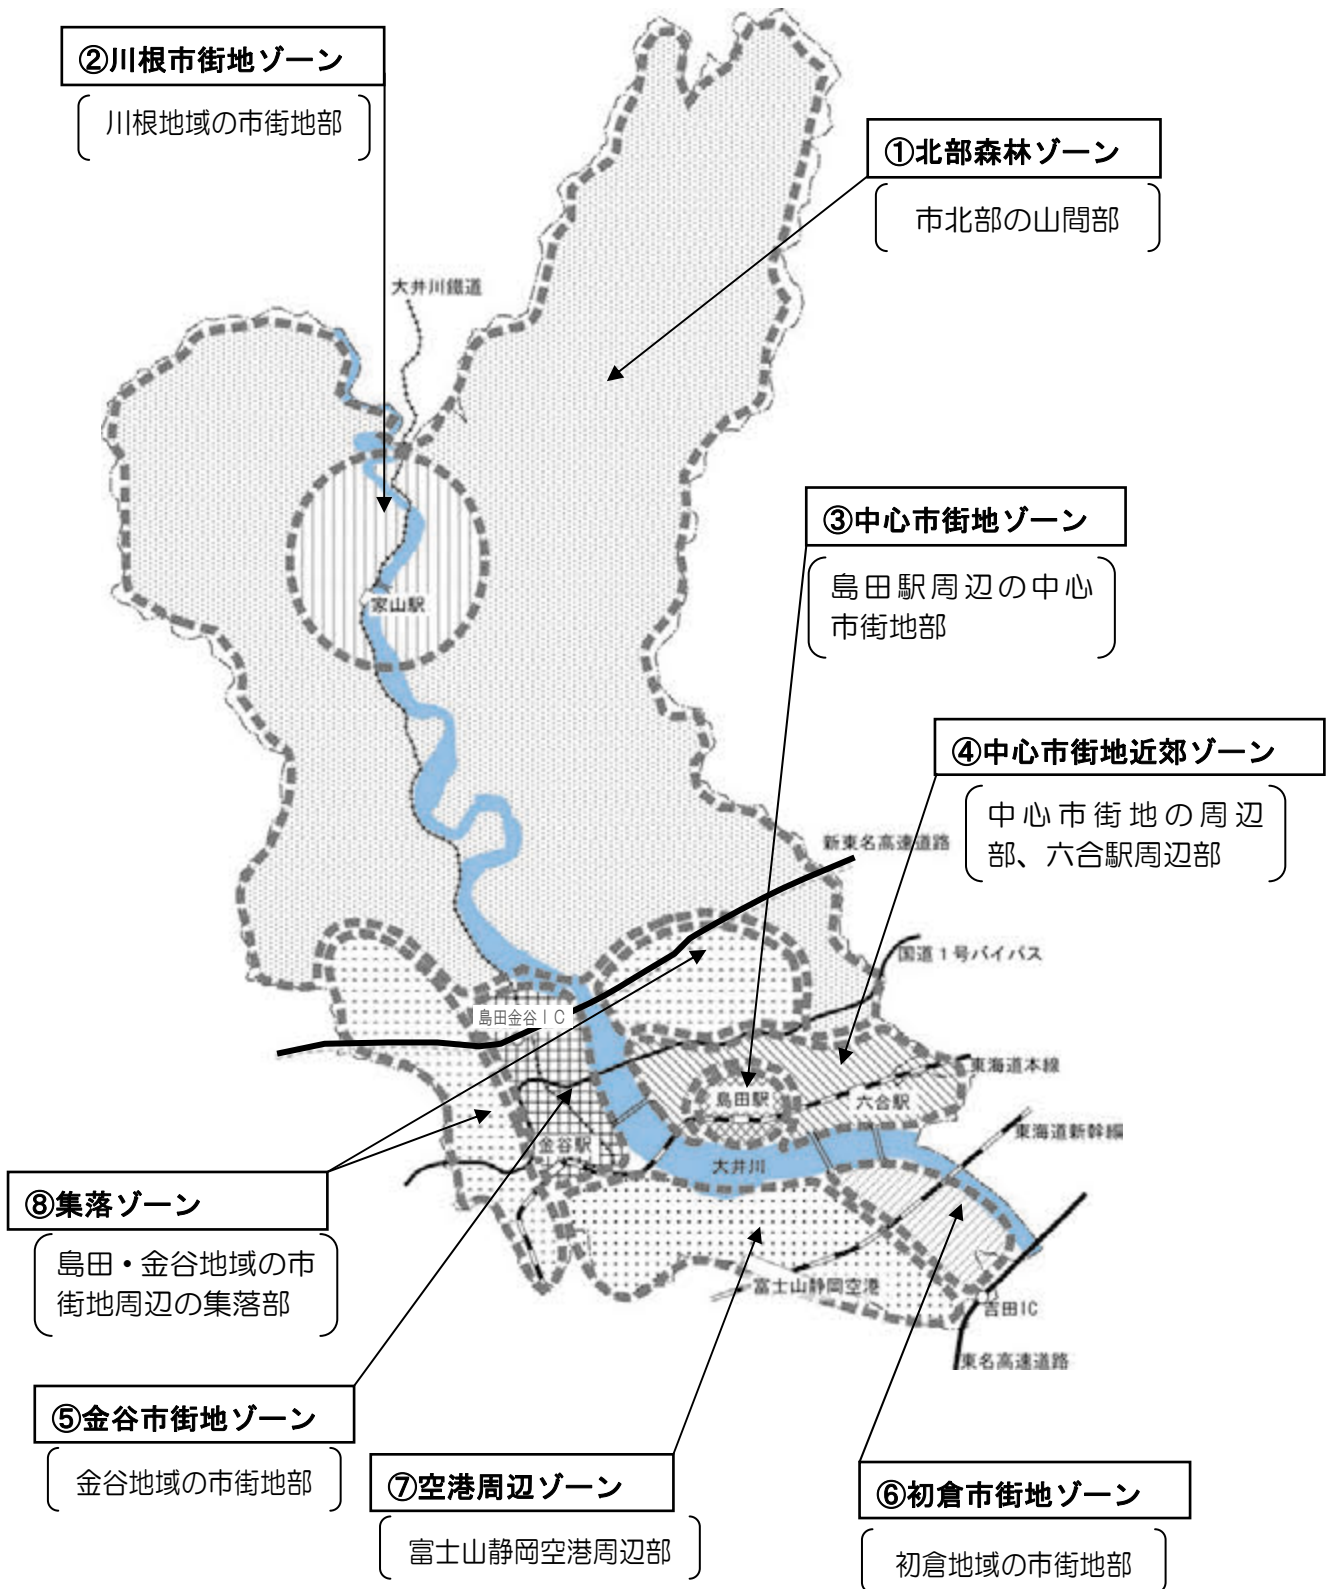 ②川根市街地ゾーン
川根地域の市街地部
①北部森林ゾーン
市北部の山間部
大井川鐵道
③中心市街地ゾーン
島田駅周辺の中心
市街地部
家山駅
④中心市街地近郊ゾーン
中心市街地の周辺
部、六合駅周辺部
新東名高速道路
国道1号バイパス
島田金谷IC
東海道本線
島田駅
六合駅
東海道新幹線
金谷駅
大井川
⑧集落ゾーン
島田・金谷地域の市
街地周辺の集落部
富士山静岡空港
吉田IC
東名高速道路
⑤金谷市街地ゾーン
金谷地域の市街地部
⑦空港周辺ゾーン
富士山静岡空港周辺部
⑥初倉市街地ゾーン
初倉地域の市街地部